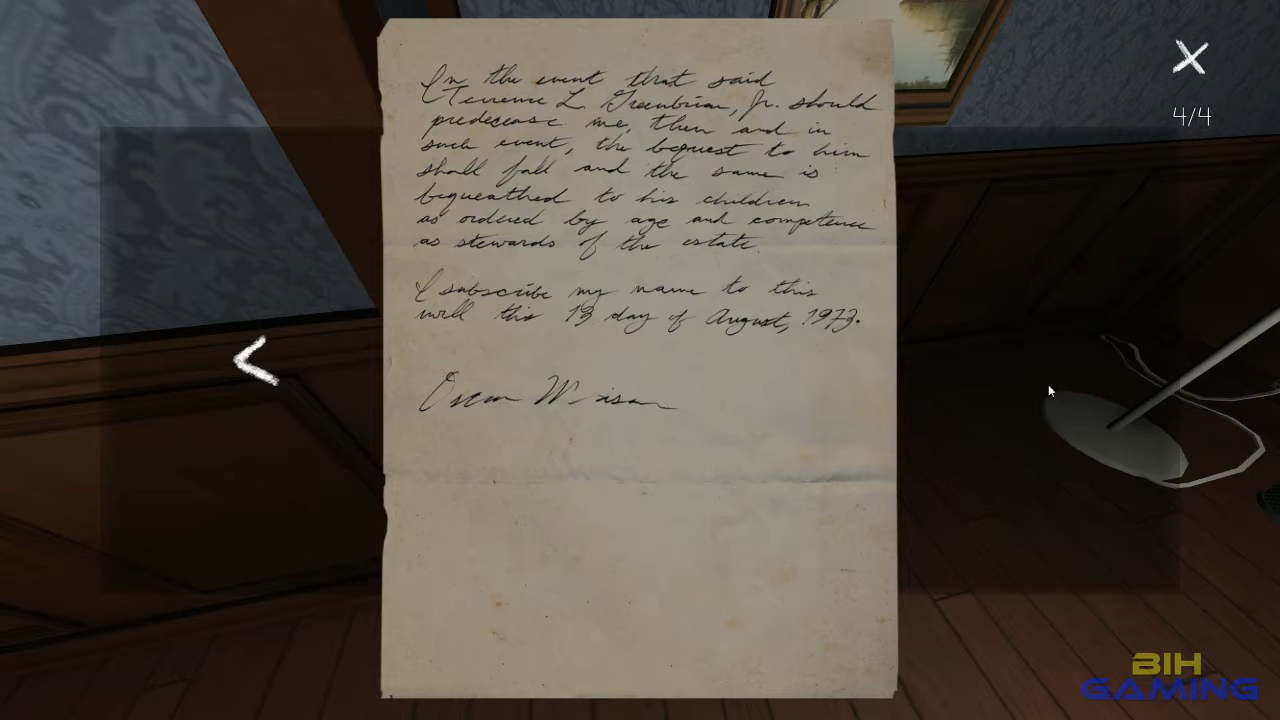 In the event that said
Terrence L. Greenbriar, Jr. should
predecease me, then and in
such event, the bequest to him
shall fall and the same is
bequeathed to his children
as ordered by age and competence
as stewards of the estate.
I subscribe my name to this
will this 13 day of August, 1973.
Oscar
4/4
BIH
GAMING